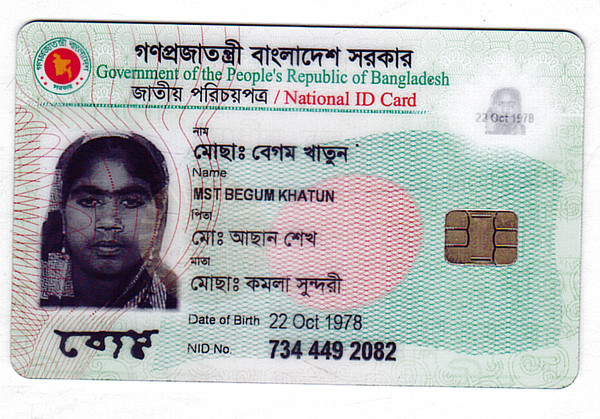 গণপ্রজাতন্ত্রী বাংলাদেশ সরকার
Government of the People's Republic of Bangladesh
জাতীয় পরিচয়পত্র / National ID Card
22 Oct 1978
নাম
মোছাঃ বেগম খাতুন
Name
MST BEGUM KHATUN
পিতা
মোঃ আছান শেখ
মাতা
মোছাঃ কমলা সুন্দরী
Date of Birth 22 Oct 1978
NID No. 734 449 2082